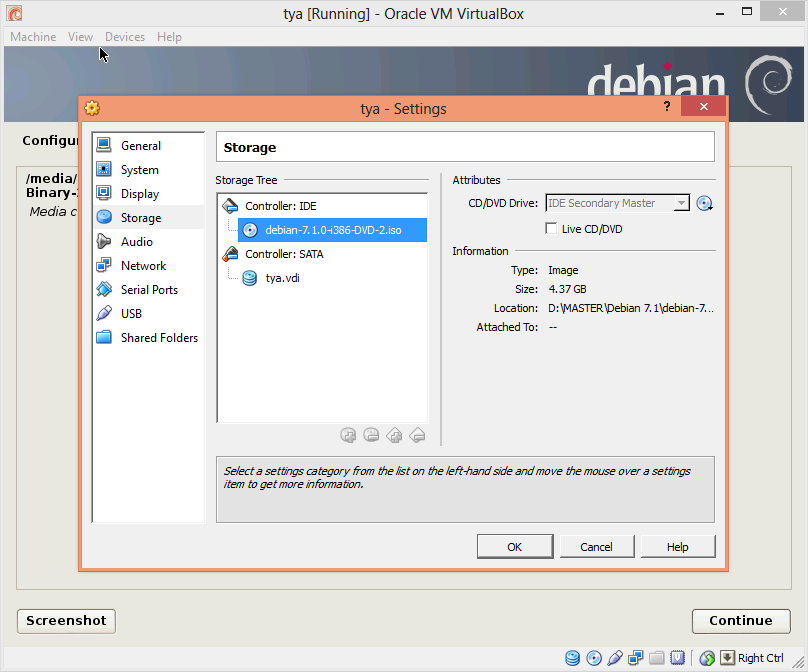 tya [Running] - Oracle VM VirtualBox
Machine View Devices Help
debian
tya - Settings
?
Configu
/media/
Binary-
Media c
General
System
Display
Storage
Audio
Network
Serial Ports
USB
Shared Folders
Storage
Storage Tree
Controller: IDE
debian-7.1.0-i386-DVD-2.iso
Controller: SATA
tya.vdi
Attributes
CD/DVD Drive: IDE Secondary Master
Live CD/DVD
Information
Type: Image
Size: 4.37 GB
Location: D:\MASTER\Debian 7.1\debian-7...
Attached To: --
Select a settings category from the list on the left-hand side and move the mouse over a settings
item to get more information.
OK Cancel Help
Screenshot Continue
Right Ctrl